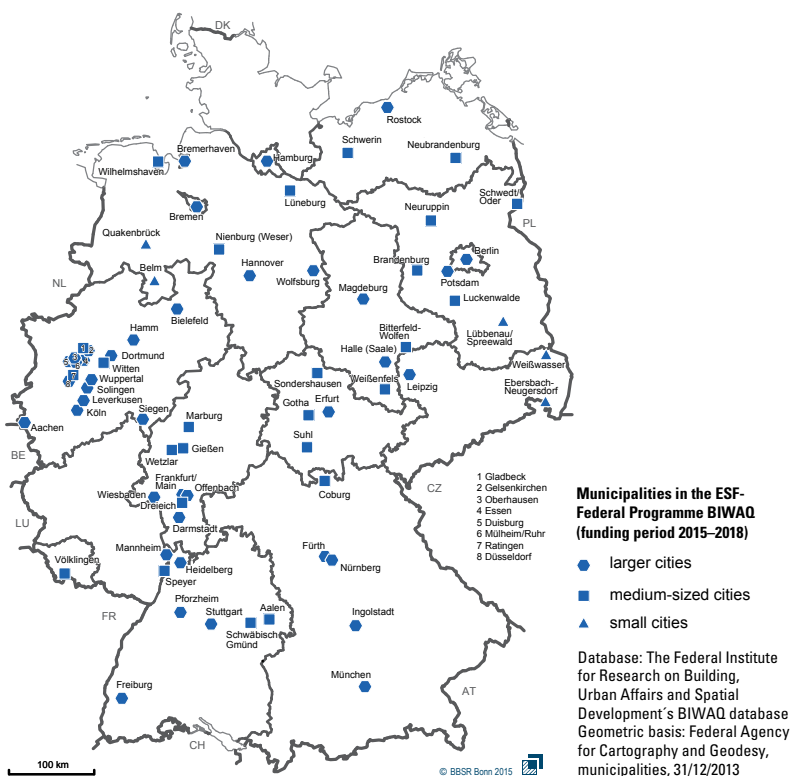 DK
Rostock
Schwerin
Neubrandenburg
Bremerhaven
Hamburg
Wilhelmshaven
Lüneburg
Schwedt/
Oder
Neuruppin
Bremen
PL
Quakenbrück
Nienburg (Weser)
Berlin
Belm
Hannover
Brandenburg
Wolfsburg
Potsdam
NL
Magdeburg
Luckenwalde
Bielefeld
Hamm
Bitterfeld-
Wolfen
Lübbenau/
Spreewald
Dortmund
Halle (Saale)
Witten
Weißwasser
Wuppertal
Sondershausen
Weißenfels
Leipzig
Solingen
Ebersbach-
Neugersdorf
Leverkusen
Gotha
Erfurt
Köln
Siegen
Marburg
Aachen
Suhl
BE
Gießen
Wetzlar
Frankfurt/
Main
Offenbach
Wiesbaden
Coburg
CZ
Dreieich
LU
Darmstadt
Mannheim
Fürth
Völklingen
Heidelberg
Nürnberg
Speyer
FR
Pforzheim
Stuttgart
Aalen
Ingolstadt
Schwäbisch
Gmünd
München
Freiburg
AT
CH
1 Gladbeck
2 Gelsenkirchen
3 Oberhausen
4 Essen
5 Duisburg
6 Mülheim/Ruhr
7 Ratingen
8 Düsseldorf
Municipalities in the ESF-
Federal Programme BIWAQ
(funding period 2015–2018)
larger cities
medium-sized cities
small cities
Database: The Federal Institute
for Research on Building,
Urban Affairs and Spatial
Development´s BIWAQ database
Geometric basis: Federal Agency
for Cartography and Geodesy,
municipalities, 31/12/2013
100 km
© BBSR Bonn 2015